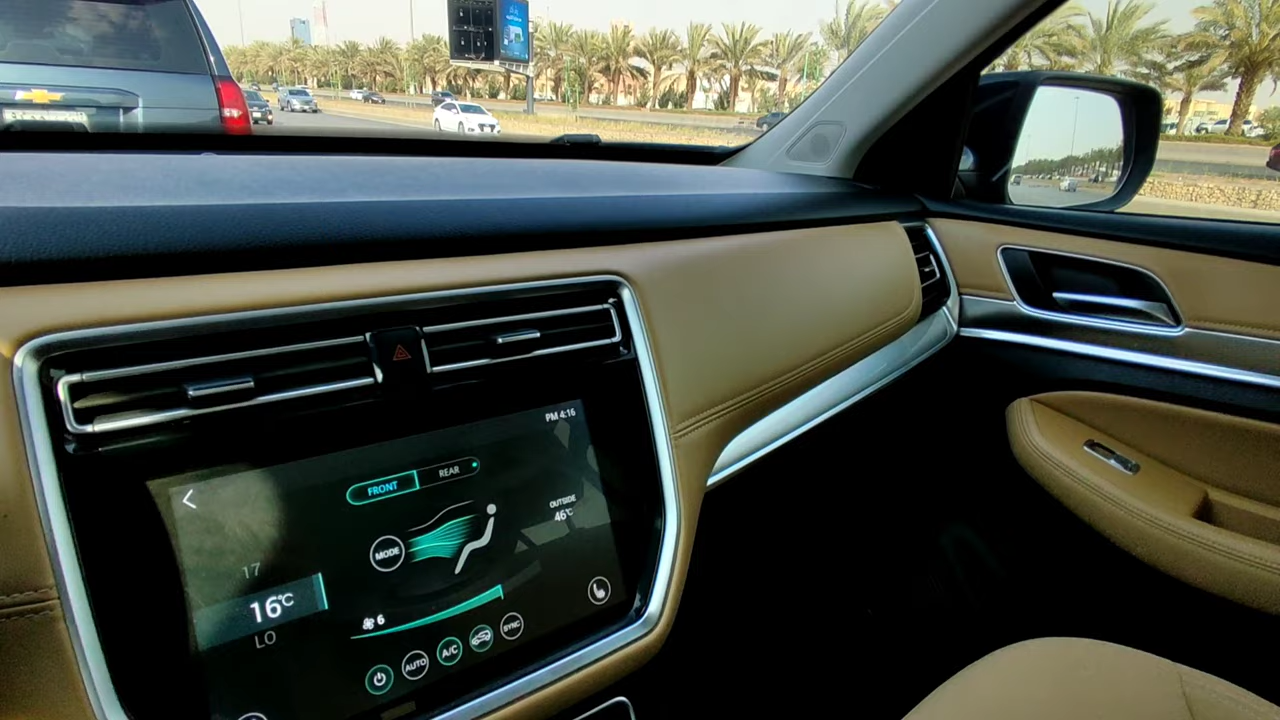 PM 4:16
FRONT
REAR
OUTSIDE
46°C
MODE
17
16°C
LO
6
AUTO
A/C
SYNC